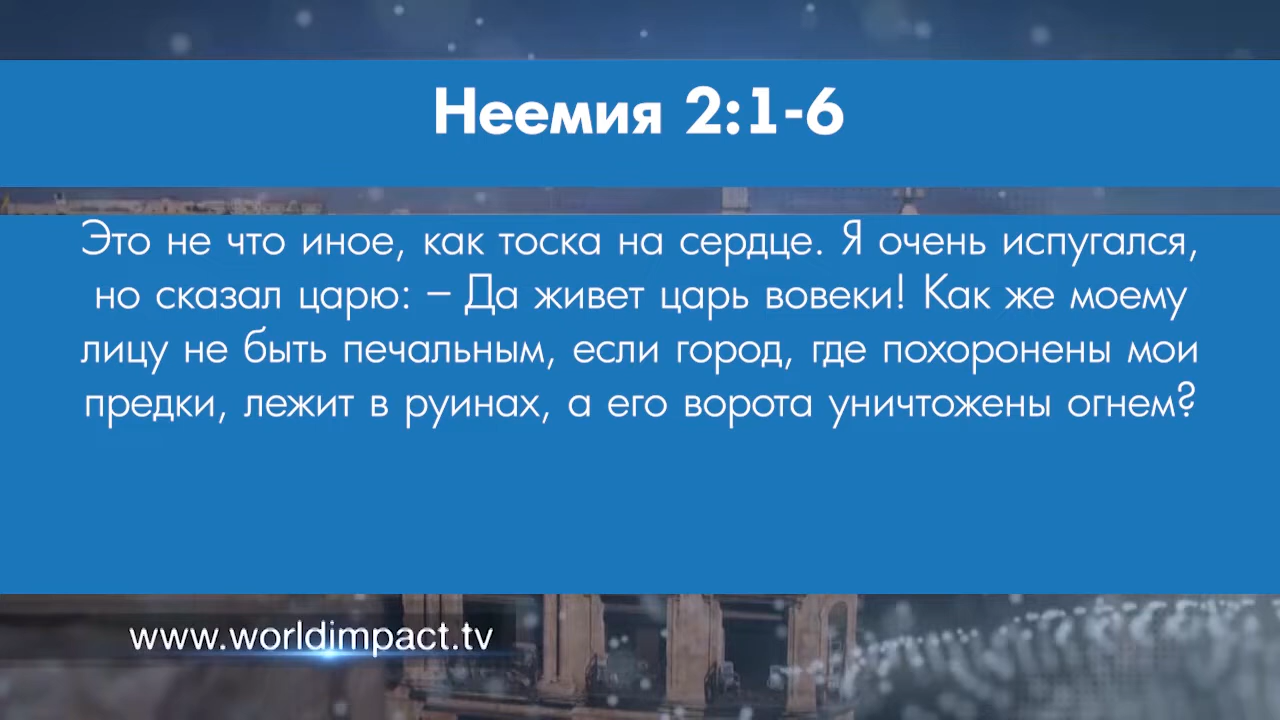 Неемия 2:1-6
Это не что иное, как тоска на сердце. Я очень испугался,
но сказал царю: – Да живет царь вовеки! Как же моему
лицу не быть печальным, если город, где похоронены мои
предки, лежит в руинах, а его ворота уничтожены огнем?
www.worldimpact.tv